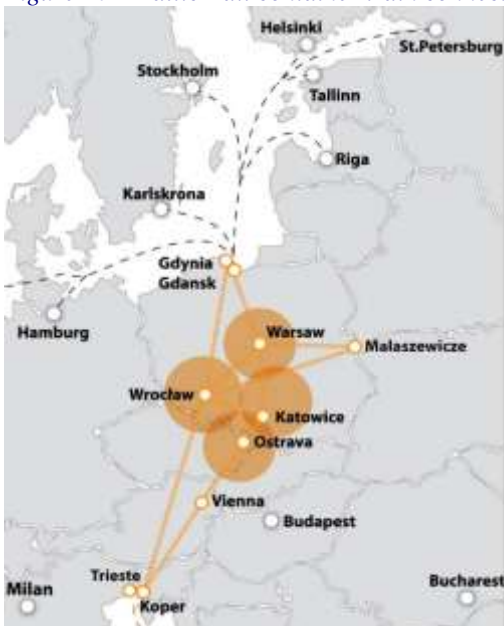 Helsinki
St.Petersburg
Stockholm
Tallinn
Riga
Karlskrona
Gdynia
Gdansk
Hamburg
Warsaw
Małaszewicze
Wrocław
Katowice
Ostrava
Vienna
Budapest
Trieste
Milan
Koper
Bucharest